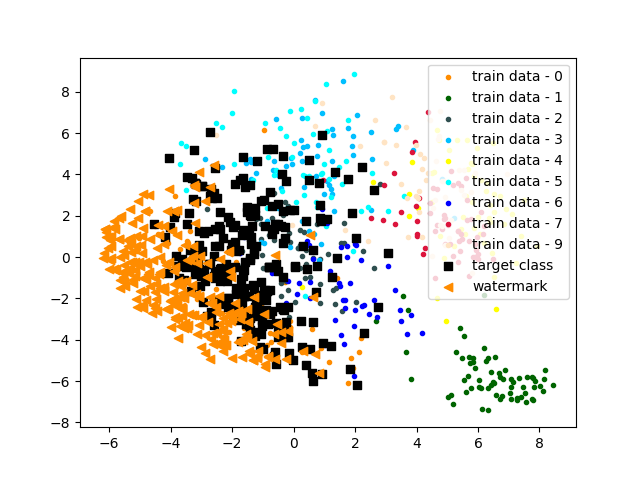 train data - 0
train data - 1
train data - 2
train data - 3
train data - 4
train data - 5
train data - 6
train data - 7
train data - 9
target class
watermark
8
6
4
2
0
−2
−4
−6
−8
−6 −4 −2 0 2 4 6 8